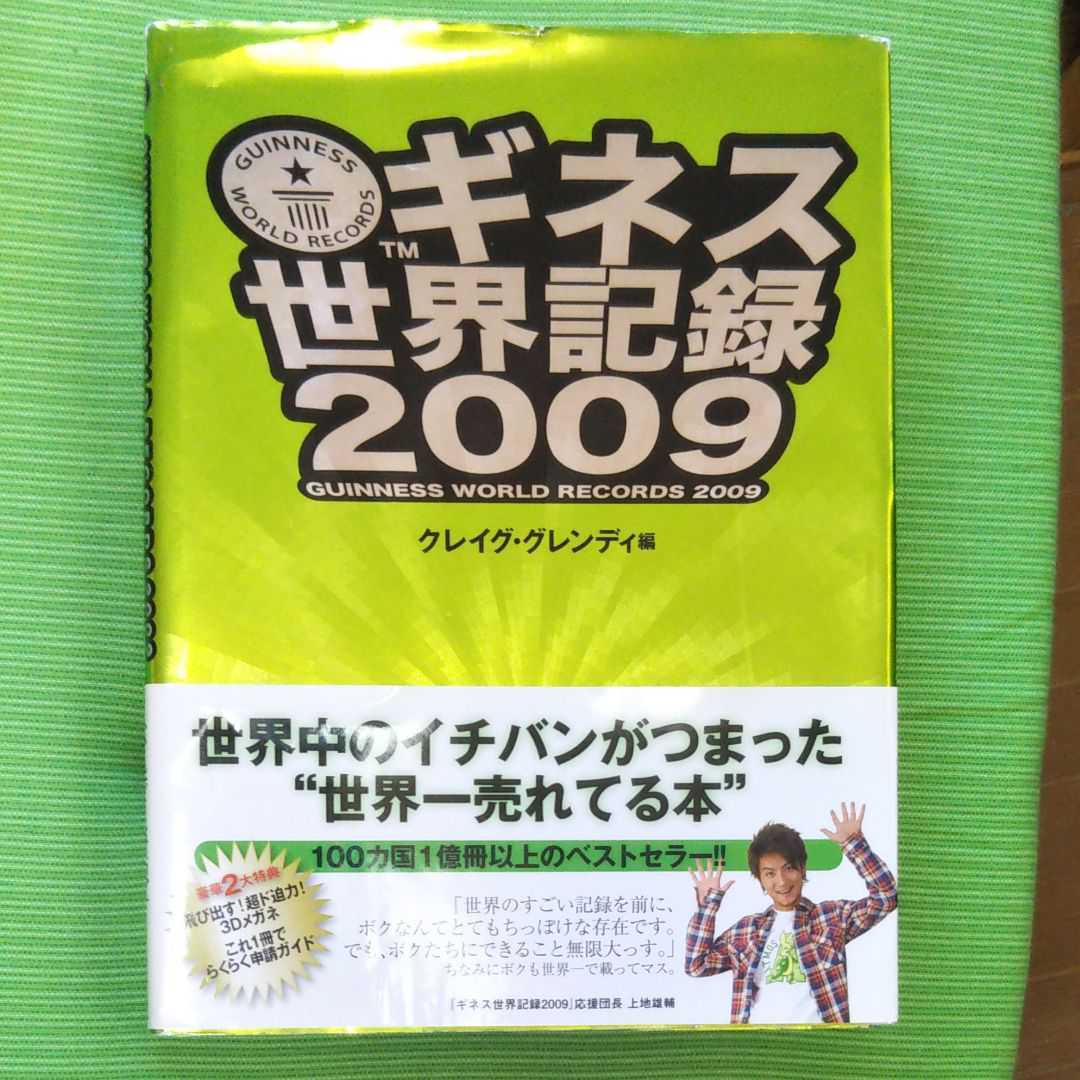 GUINNESS
WORLD RECORDS
™
ギネス
世界記録
2009
GUINNESS WORLD RECORDS 2009
クレイグ・グレンディ編
世界中のイチバンがつまった
“世界一売れてる本”
100カ国1億冊以上のベストセラー!!
豪華2大特典
飛び出す!超ド迫力!
3Dメガネ
これ1冊で
らくらく申請ガイド
「世界のすごい記録を前に、
ボクなんてとてもちっぽけな存在です。
でも、ボクたちにできること無限大っす。」
ちなみにボクも世界一で載ってマス。
「ギネス世界記録2009」応援団長 上地雄輔